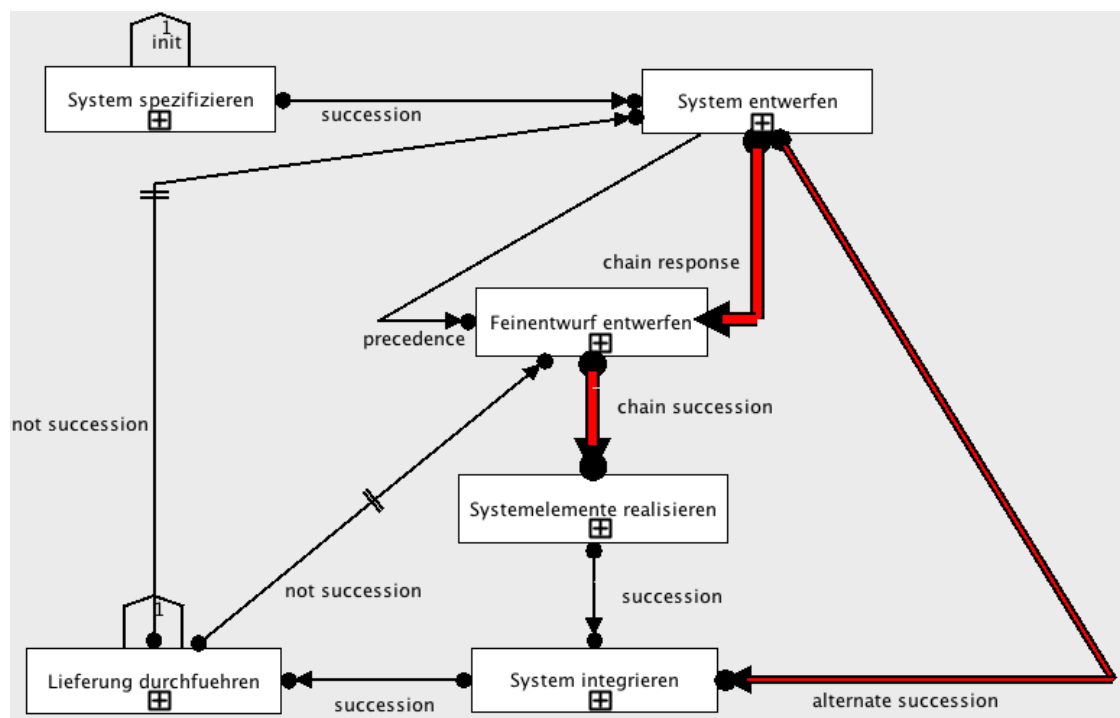 1
init
System spezifizieren
System entwerfen
succession
chain response
Feinentwurf entwerfen
precedence
chain succession
not succession
Systemelemente realisieren
not succession
succession
1
Lieferung durchfuehren
System integrieren
succession
alternate succession